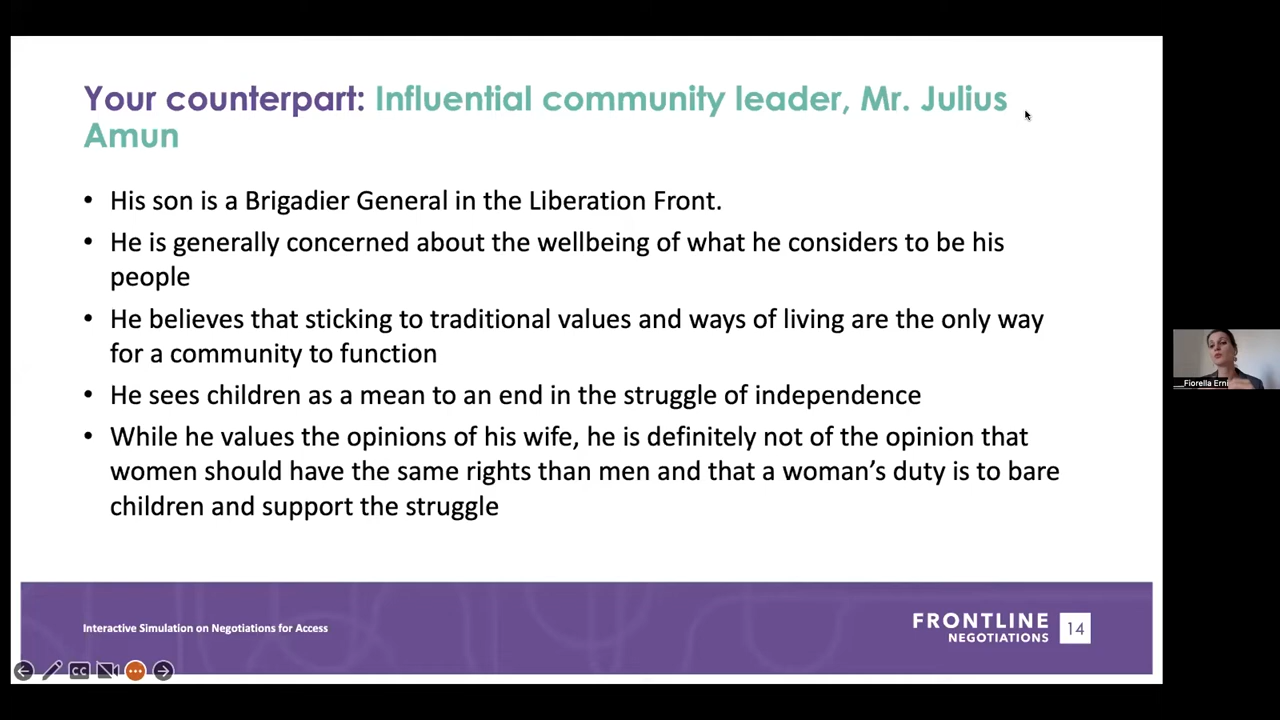 Your counterpart: Influential community leader, Mr. Julius
Amun
• His son is a Brigadier General in the Liberation Front.
• He is generally concerned about the wellbeing of what he considers to be his
people
• He believes that sticking to traditional values and ways of living are the only way
for a community to function
• He sees children as a mean to an end in the struggle of independence
• While he values the opinions of his wife, he is definitely not of the opinion that
women should have the same rights than men and that a woman's duty is to bare
children and support the struggle
Interactive Simulation on Negotiations for Access
FRONTLINE
NEGOTIATIONS
14
CC
Fiorella Erni